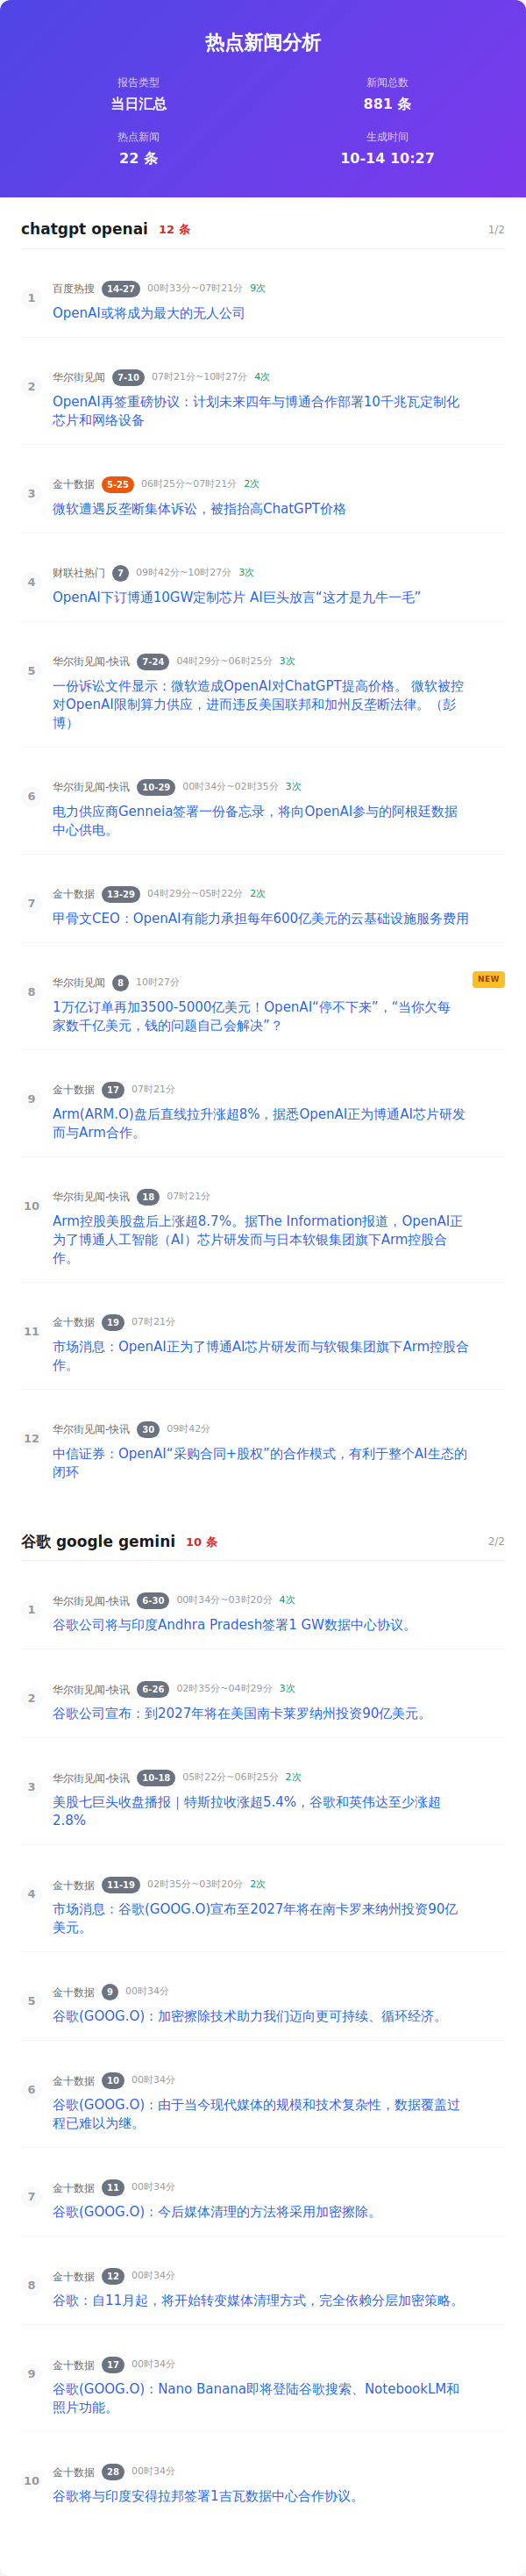 热点新闻分析
报告类型
当日汇总
新闻总数
881 条
热点新闻
22 条
生成时间
10-14 10:27
chatgpt openai 12 条 1/2
1
百度热搜 14-27 00时33分~07时21分 9次
OpenAI或将成为最大的无人公司
2
华尔街见闻 7-10 07时21分~10时27分 4次
OpenAI再签重磅协议：计划未来四年与博通合作部署10千兆瓦定制化
芯片和网络设备
3
金十数据 5-25 06时25分~07时21分 2次
微软遭遇反垄断集体诉讼，被指抬高ChatGPT价格
4
财联社热门 7 09时42分~10时27分 3次
OpenAI下订博通10GW定制芯片 AI巨头放言“这才是九牛一毛”
5
华尔街见闻-快讯 7-24 04时29分~06时25分 3次
一份诉讼文件显示：微软造成OpenAI对ChatGPT提高价格。 微软被控
对OpenAI限制算力供应，进而违反美国联邦和加州反垄断法律。（彭
博）
6
华尔街见闻-快讯 10-29 00时34分~02时35分 3次
电力供应商Genneia签署一份备忘录，将向OpenAI参与的阿根廷数据
中心供电。
7
金十数据 13-29 04时29分~05时22分 2次
甲骨文CEO：OpenAI有能力承担每年600亿美元的云基础设施服务费用
8
华尔街见闻 8 10时27分 NEW
1万亿订单再加3500-5000亿美元！OpenAI“停不下来”，“当你欠每
家数千亿美元，钱的问题自己会解决”？
9
金十数据 17 07时21分
Arm(ARM.O)盘后直线拉升涨超8%，据悉OpenAI正为博通AI芯片研发
而与Arm合作。
10
华尔街见闻-快讯 18 07时21分
Arm控股美股盘后上涨超8.7%。据The Information报道，OpenAI正
为了博通人工智能（AI）芯片研发而与日本软银集团旗下Arm控股合
作。
11
金十数据 19 07时21分
市场消息：OpenAI正为了博通AI芯片研发而与软银集团旗下Arm控股合
作。
12
华尔街见闻-快讯 30 09时42分
中信证券：OpenAI“采购合同+股权”的合作模式，有利于整个AI生态的
闭环
谷歌 google gemini 10 条 2/2
1
华尔街见闻-快讯 6-30 00时34分~03时20分 4次
谷歌公司将与印度Andhra Pradesh签署1 GW数据中心协议。
2
华尔街见闻-快讯 6-26 02时35分~04时29分 3次
谷歌公司宣布：到2027年将在美国南卡莱罗纳州投资90亿美元。
3
华尔街见闻-快讯 10-18 05时22分~06时25分 2次
美股七巨头收盘播报｜特斯拉收涨超5.4%，谷歌和英伟达至少涨超
2.8%
4
金十数据 11-19 02时35分~03时20分 2次
市场消息：谷歌(GOOG.O)宣布至2027年将在南卡罗来纳州投资90亿
美元。
5
金十数据 9 00时34分
谷歌(GOOG.O)：加密擦除技术助力我们迈向更可持续、循环经济。
6
金十数据 10 00时34分
谷歌(GOOG.O)：由于当今现代媒体的规模和技术复杂性，数据覆盖过
程已难以为继。
7
金十数据 11 00时34分
谷歌(GOOG.O)：今后媒体清理的方法将采用加密擦除。
8
金十数据 12 00时34分
谷歌：自11月起，将开始转变媒体清理方式，完全依赖分层加密策略。
9
金十数据 17 00时34分
谷歌(GOOG.O)：Nano Banana即将登陆谷歌搜索、NotebookLM和
照片功能。
10
金十数据 28 00时34分
谷歌将与印度安得拉邦签署1吉瓦数据中心合作协议。